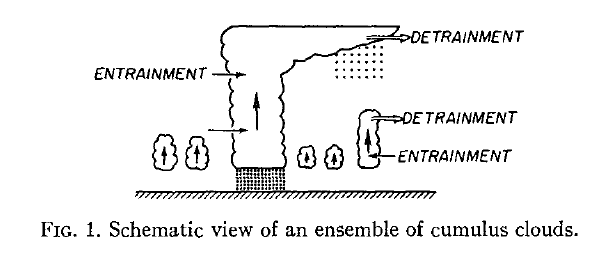 DETRAINMENT
ENTRAINMENT
DETRAINMENT
ENTRAINMENT
FIG. 1. Schematic view of an ensemble of cumulus clouds.